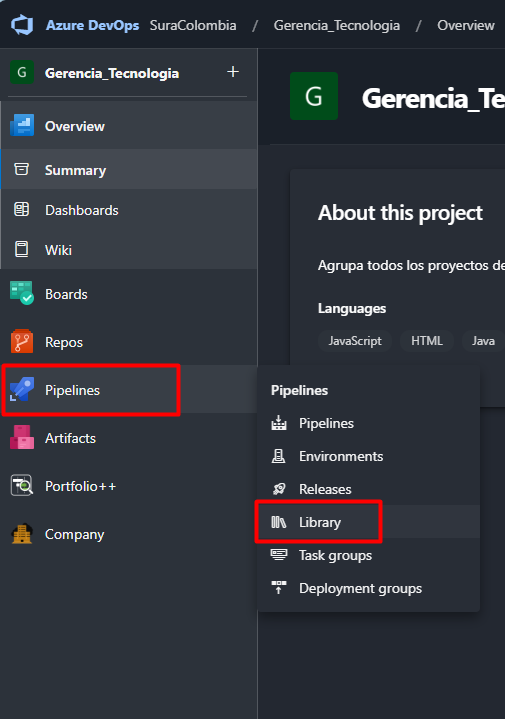 Azure DevOps SuraColombia / Gerencia_Tecnologia / Overview
G Gerencia_Tecnologia +
Overview
Summary
Dashboards
Wiki
Boards
Repos
Pipelines
Artifacts
Portfolio++
Company
G Gerencia_Te
About this project
Agrupa todos los proyectos de
Languages
JavaScript HTML Java
Pipelines
Pipelines
Environments
Releases
Library
Task groups
Deployment groups